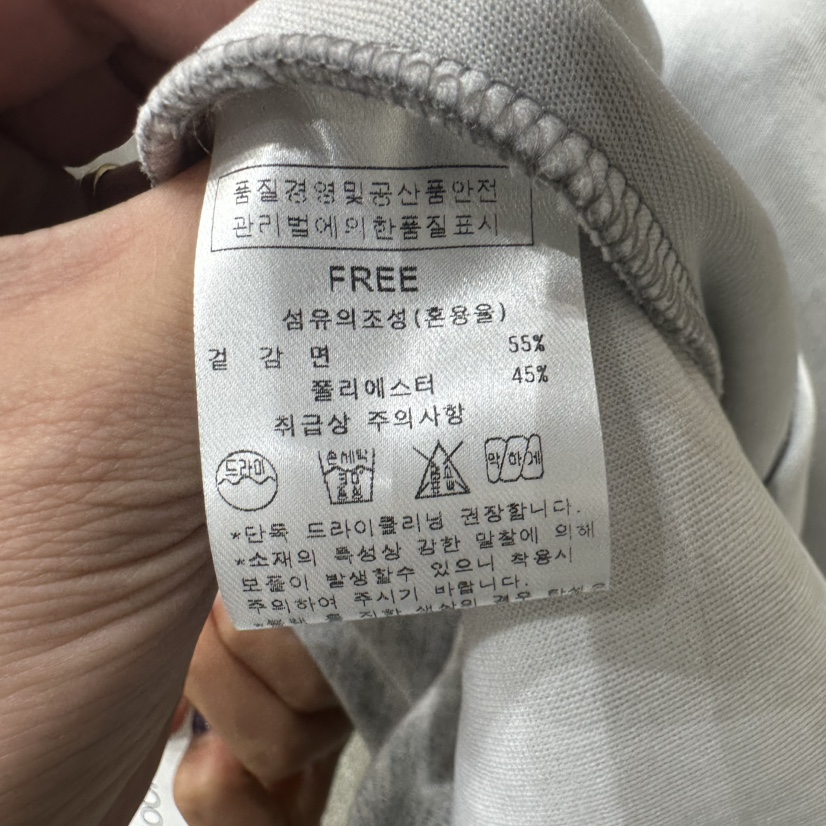 품질경영및공산품안전
관리법에의한품질표시
FREE
섬유의조성(혼용율)
겉 감 면 55%
폴리에스터 45%
취급상 주의사항
드라이 손세탁 약하게
*단독 드라이클리닝 권장합니다.
*소재의 특성상 강한 마찰에 의해
보풀이 발생할수 있으니 착용시
주의하여 주시기 바랍니다.
색상의 경우